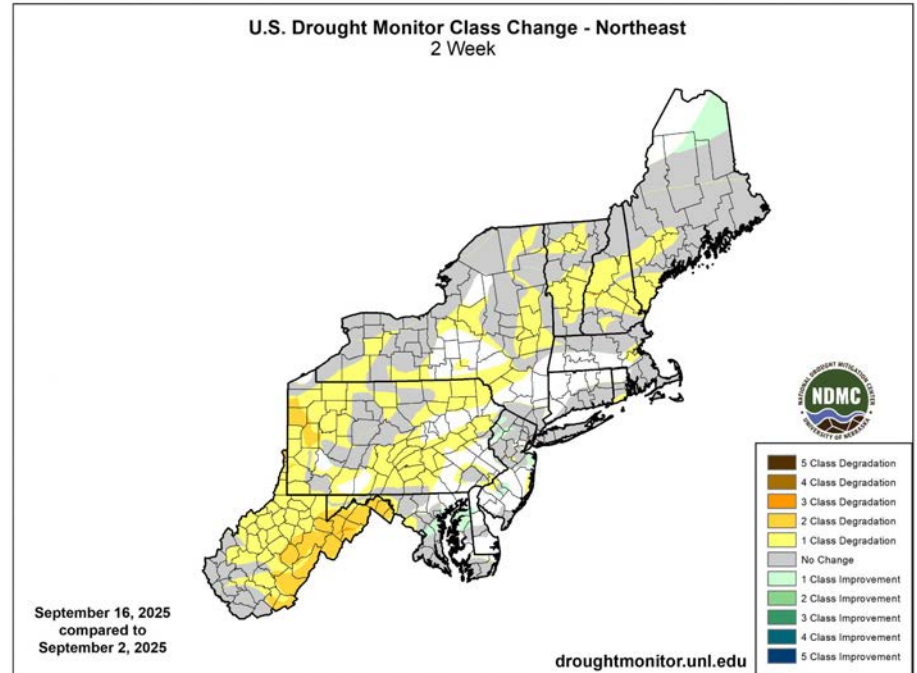 U.S. Drought Monitor Class Change - Northeast
2 Week
NATIONAL DROUGHT MITIGATION CENTER
NDMC
UNIVERSITY OF NEBRASKA
5 Class Degradation
4 Class Degradation
3 Class Degradation
2 Class Degradation
1 Class Degradation
No Change
1 Class Improvement
2 Class Improvement
3 Class Improvement
4 Class Improvement
5 Class Improvement
September 16, 2025
compared to
September 2, 2025
droughtmonitor.unl.edu